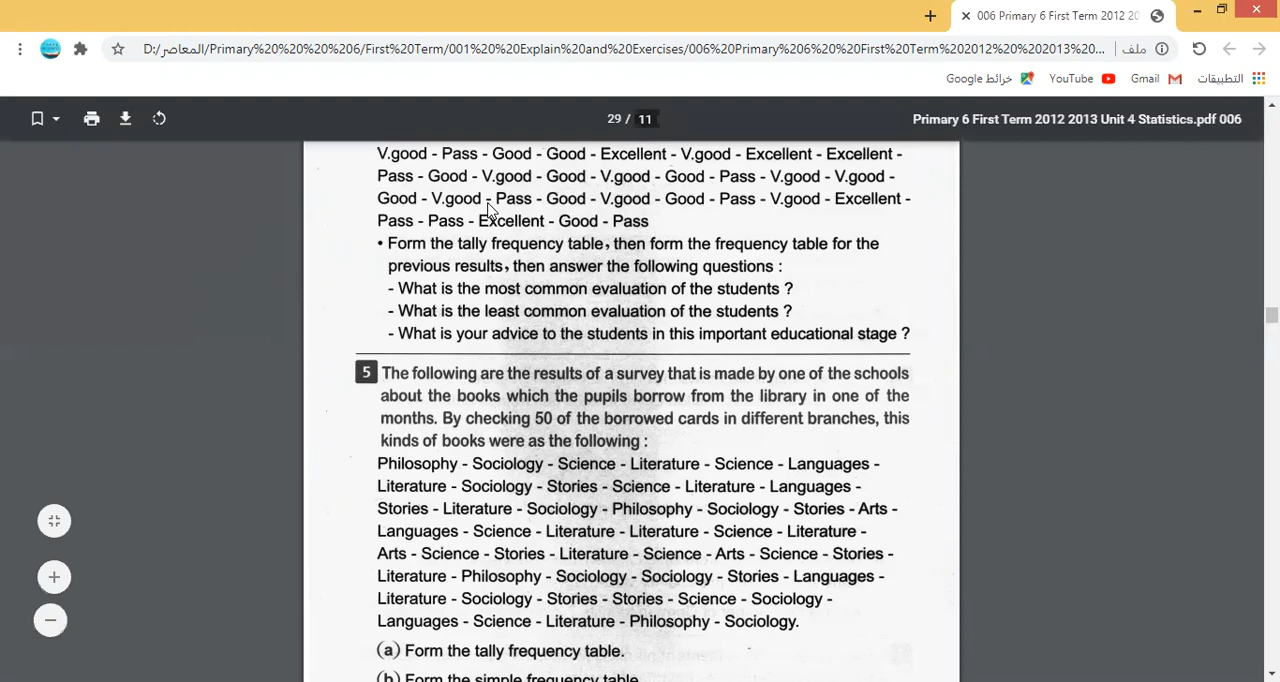 006 Primary 6 First Term 2012 20
D:/المعاصر/Primary%20%20%20%206/First%20Term/001%20%20Explain%20and%20Exercises/006%20Primary%206%20%20First%20Term%202012%20%202013%20...
ملف
خرائط Google
YouTube
Gmail
التطبيقات
29 / 11
Primary 6 First Term 2012 2013 Unit 4 Statistics.pdf 006
V.good - Pass - Good - Good - Excellent - V.good - Excellent - Excellent -
Pass - Good - V.good - Good - V.good - Good - Pass - V.good - V.good -
Good - V.good - Pass - Good - V.good - Good - Pass - V.good - Excellent -
Pass - Pass - Excellent - Good - Pass
• Form the tally frequency table, then form the frequency table for the
previous results, then answer the following questions :
- What is the most common evaluation of the students ?
- What is the least common evaluation of the students ?
- What is your advice to the students in this important educational stage ?
5 The following are the results of a survey that is made by one of the schools
about the books which the pupils borrow from the library in one of the
months. By checking 50 of the borrowed cards in different branches, this
kinds of books were as the following :
Philosophy - Sociology - Science - Literature - Science - Languages -
Literature - Sociology - Stories - Science - Literature - Languages -
Stories - Literature - Sociology - Philosophy - Sociology - Stories - Arts -
Languages - Science - Literature - Literature - Science - Literature -
Arts - Science - Stories - Literature - Science - Arts - Science - Stories -
Literature - Philosophy - Sociology - Sociology - Stories - Languages -
Literature - Sociology - Stories - Stories - Science - Sociology -
Languages - Science - Literature - Philosophy - Sociology.
(a) Form the tally frequency table.
(b) Form the simple frequency table.